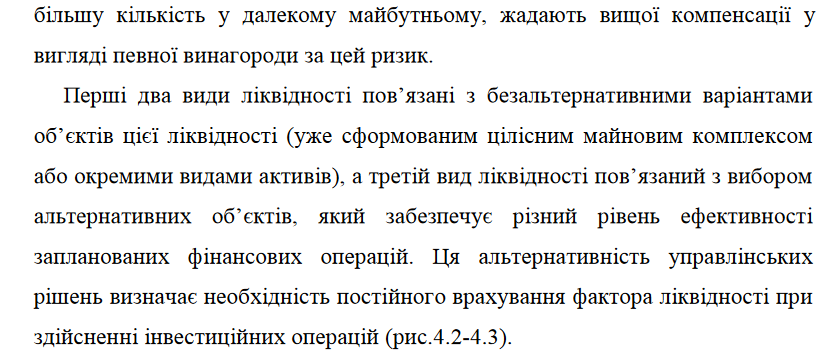 більшу кількість у далекому майбутньому, жадають вищої компенсації у
вигляді певної винагороди за цей ризик.
Перші два види ліквідності пов’язані з безальтернативними варіантами
об’єктів цієї ліквідності (уже сформованим цілісним майновим комплексом
або окремими видами активів), а третій вид ліквідності пов’язаний з вибором
альтернативних об’єктів, який забезпечує різний рівень ефективності
запланованих фінансових операцій. Ця альтернативність управлінських
рішень визначає необхідність постійного врахування фактора ліквідності при
здійсненні інвестиційних операцій (рис.4.2-4.3).